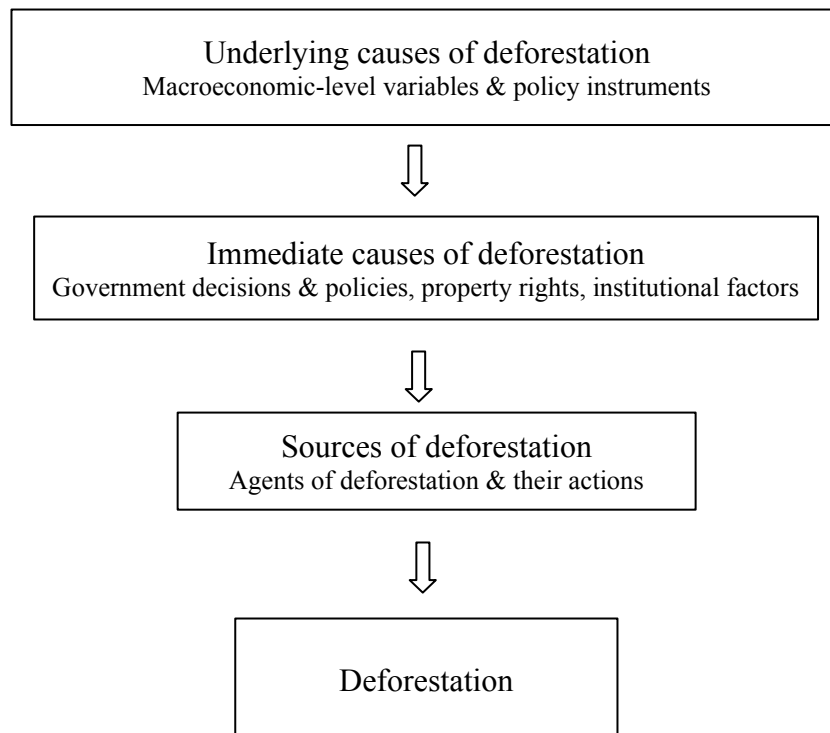 Underlying causes of deforestation
Macroeconomic-level variables & policy instruments
Immediate causes of deforestation
Government decisions & policies, property rights, institutional factors
Sources of deforestation
Agents of deforestation & their actions
Deforestation